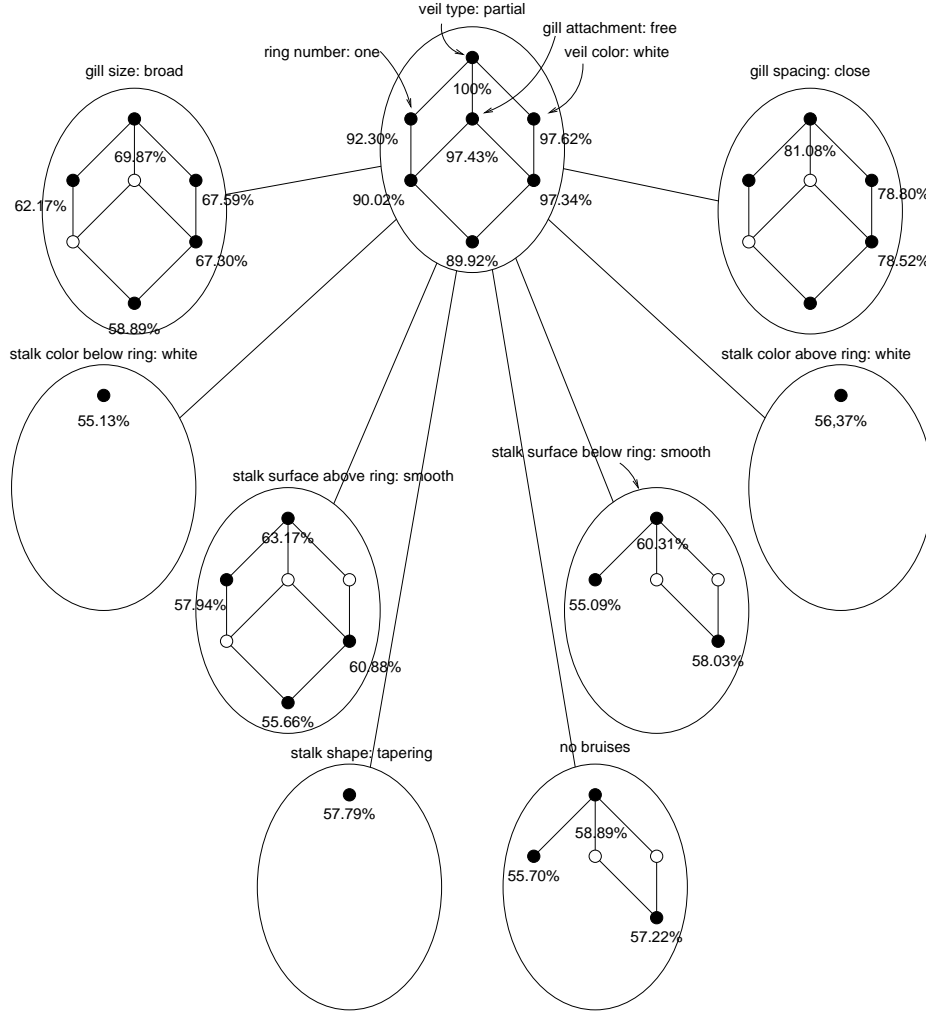 veil type: partial
gill attachment: free
ring number: one
veil color: white
gill size: broad
gill spacing: close
100%
92.30%
97.62%
97.43%
90.02%
97.34%
89.92%
69.87%
62.17%
67.59%
67.30%
58.89%
81.08%
78.80%
78.52%
stalk color below ring: white
55.13%
stalk color above ring: white
56,37%
stalk surface above ring: smooth
63.17%
57.94%
60.88%
55.66%
stalk surface below ring: smooth
60.31%
55.09%
58.03%
stalk shape: tapering
57.79%
no bruises
58.89%
55.70%
57.22%